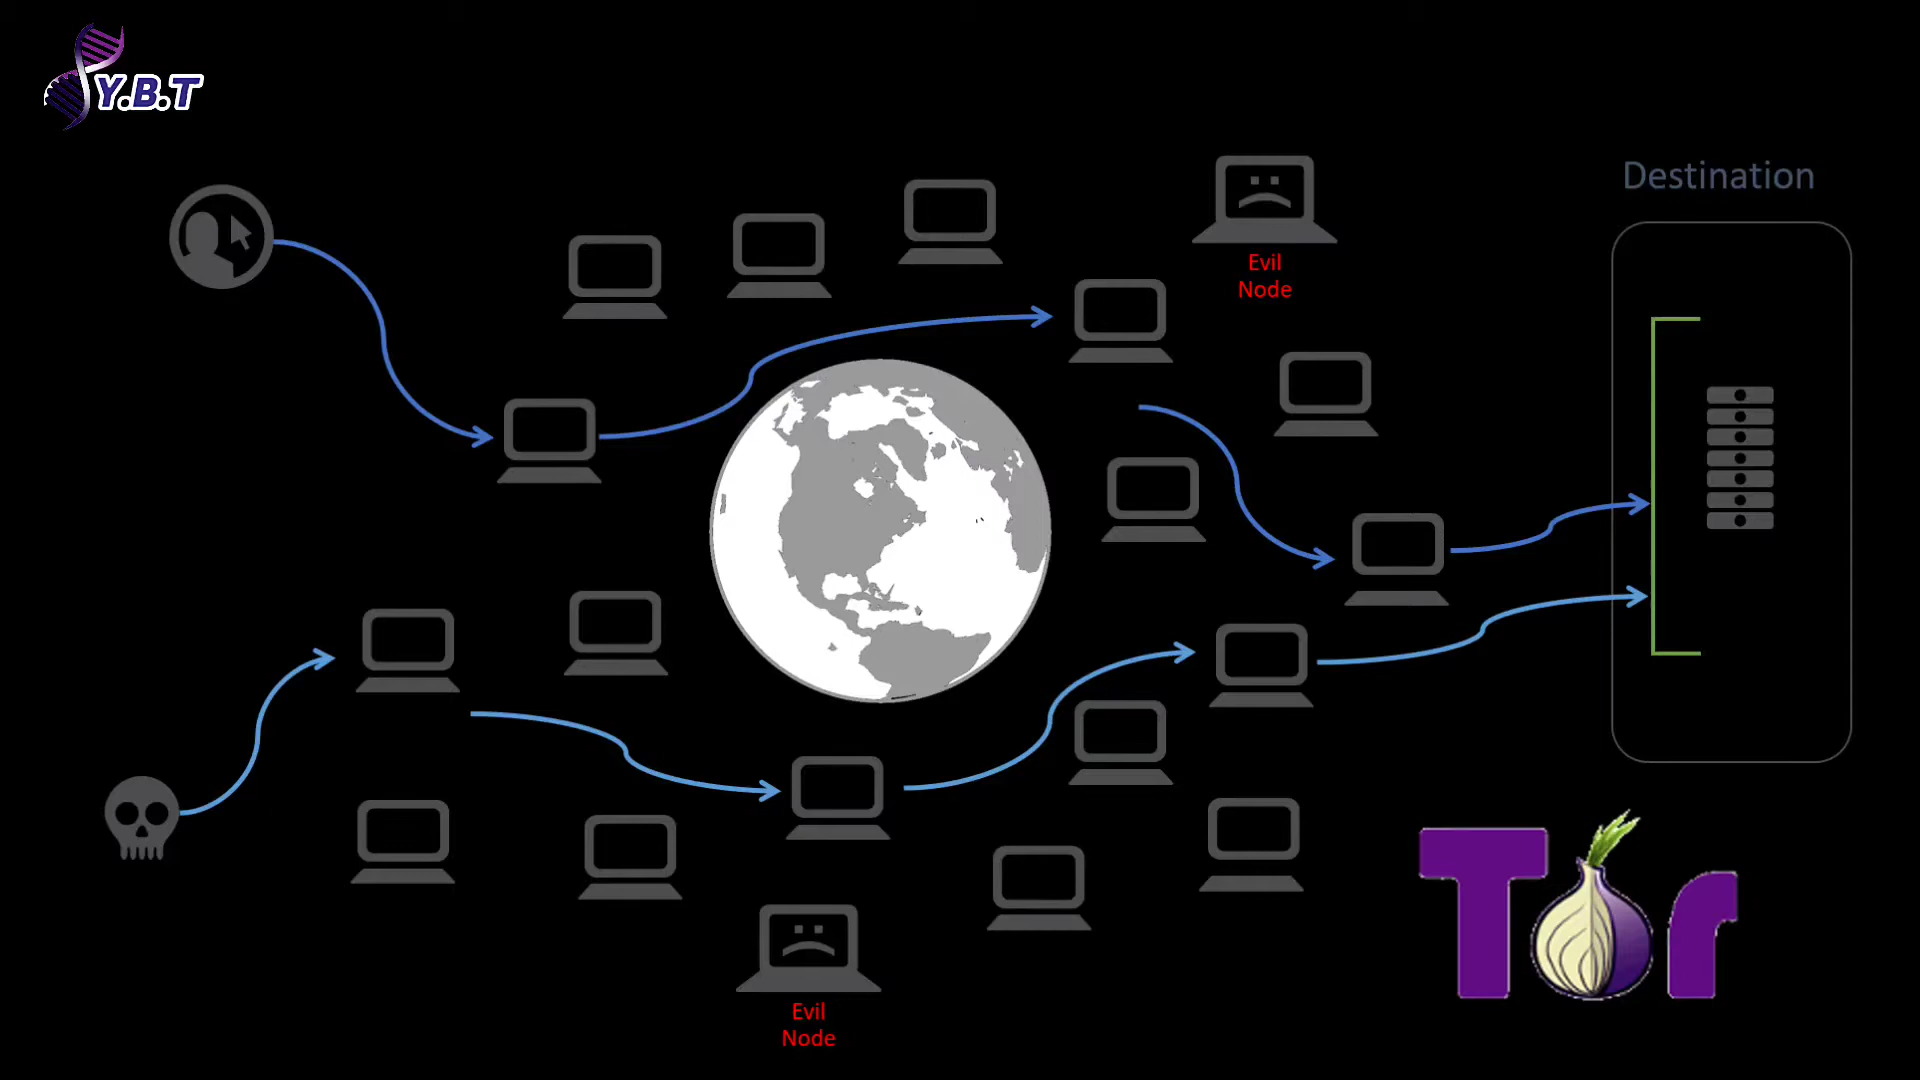 Y.B.T
Destination
Evil
Node
Evil
Node
Tor